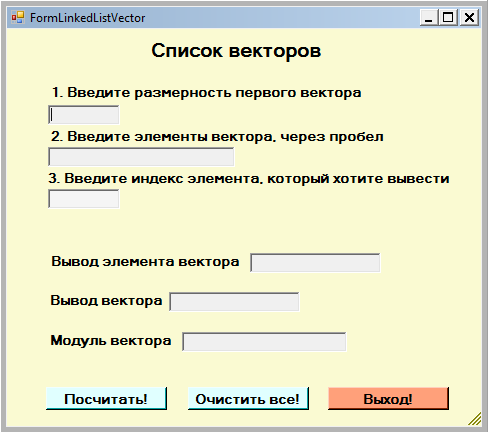 FormLinkedListVector
Список векторов
1. Введите размерность первого вектора
2. Введите элементы вектора, через пробел
3. Введите индекс элемента, который хотите вывести
Вывод элемента вектора
Вывод вектора
Модуль вектора
Посчитать! Очистить все! Выход!